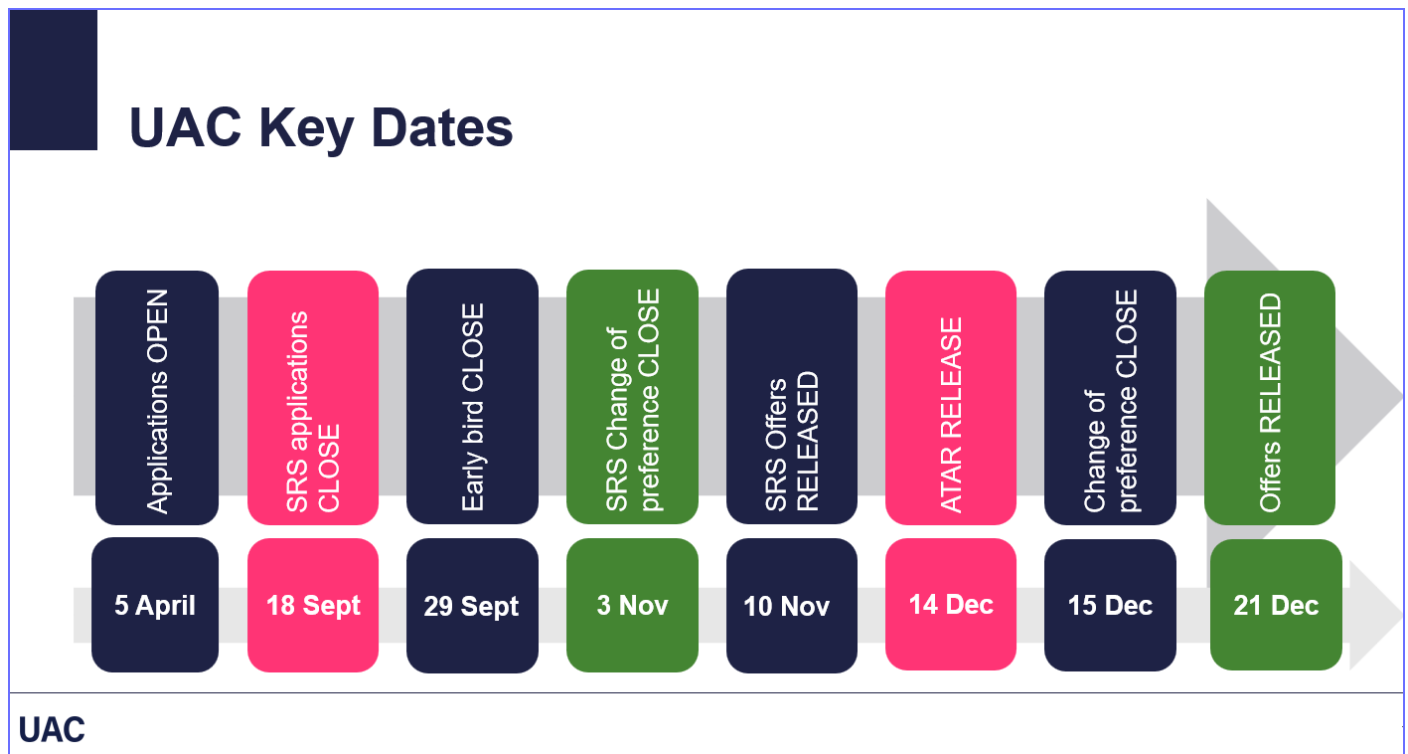 UAC Key Dates
Applications OPEN
SRS applications
CLOSE
Early bird CLOSE
SRS Change of
preference CLOSE
SRS Offers
RELEASED
ATAR RELEASE
Change of
preference CLOSE
Offers RELEASED
5 April
18 Sept
29 Sept
3 Nov
10 Nov
14 Dec
15 Dec
21 Dec
UAC